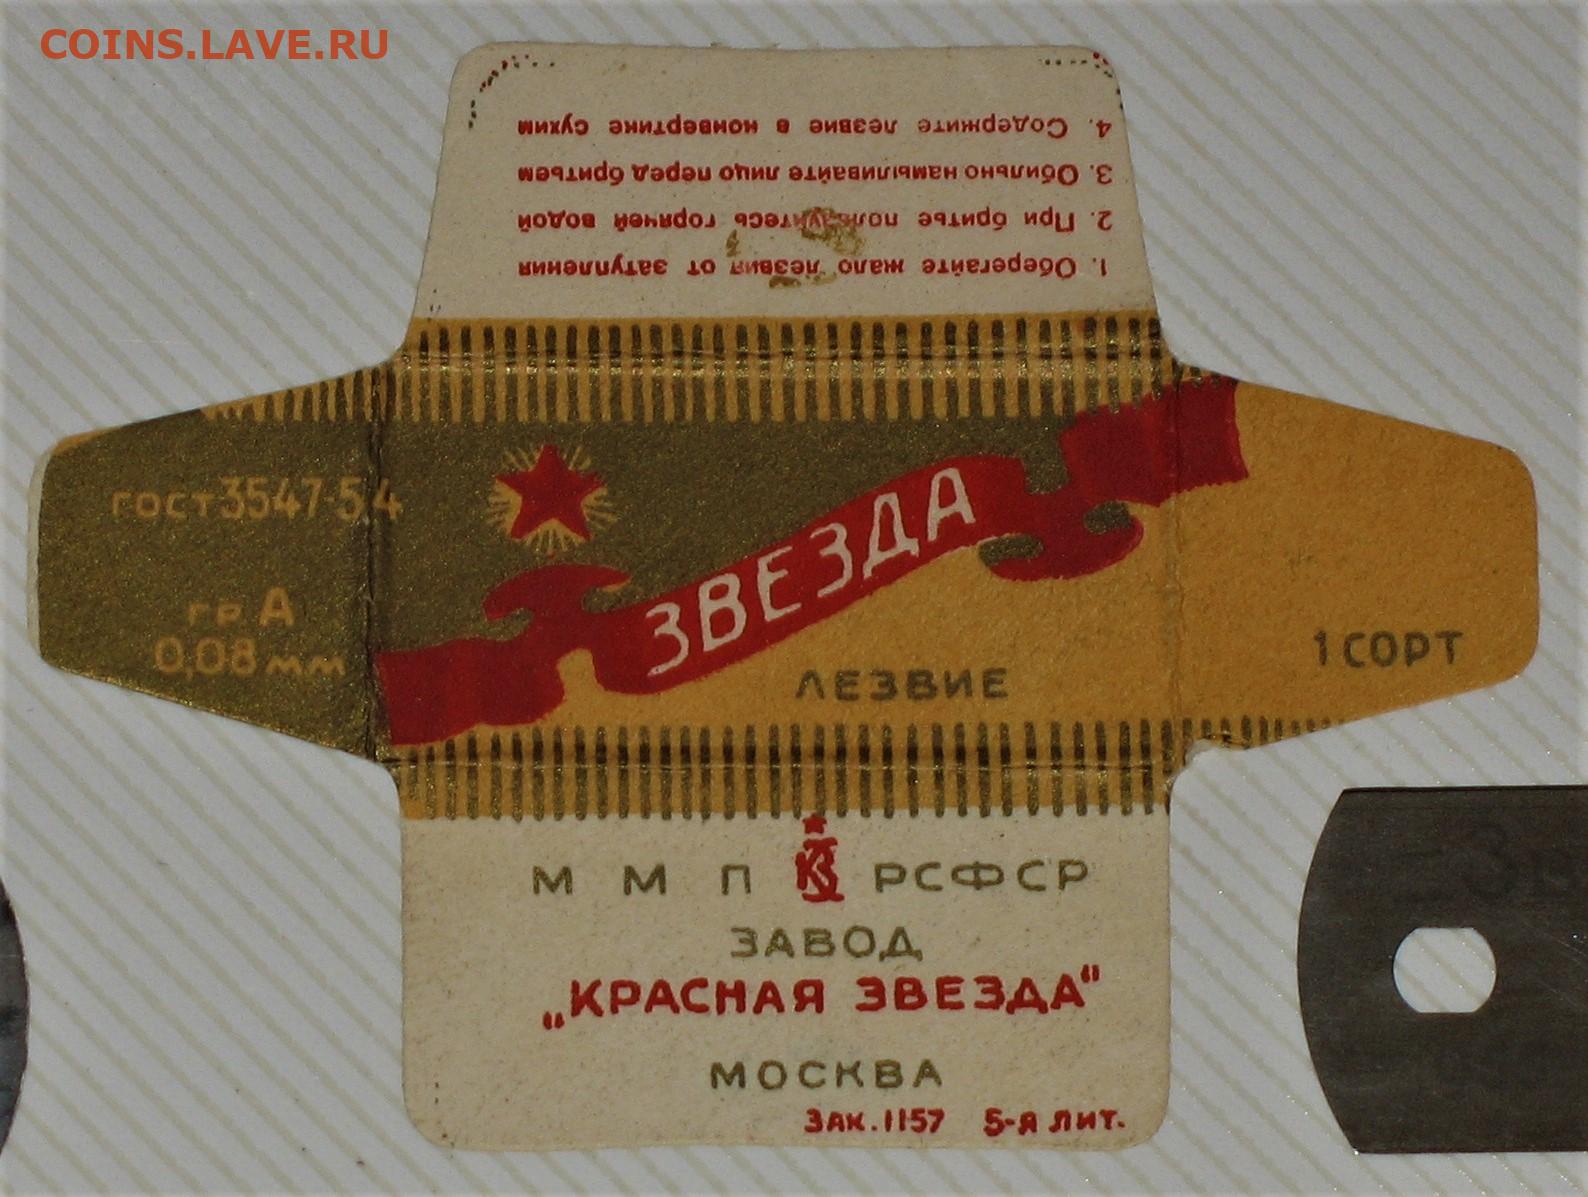 COINS.LAVE.RU
1. Оберегайте жало лезвия от затупления
2. При бритье пользуйтесь горячей водой
3. Обильно намыливайте лицо перед бритьем
4. Содержите лезвие в конвертике сухим
ГОСТ 3547-54
гр А
0,08 мм
ЗВЕЗДА
ЛЕЗВИЕ
1 СОРТ
М М П КЗ РСФСР
ЗАВОД
„КРАСНАЯ ЗВЕЗДА“
МОСКВА
ЗАК. 1157 5-Я ЛИТ.